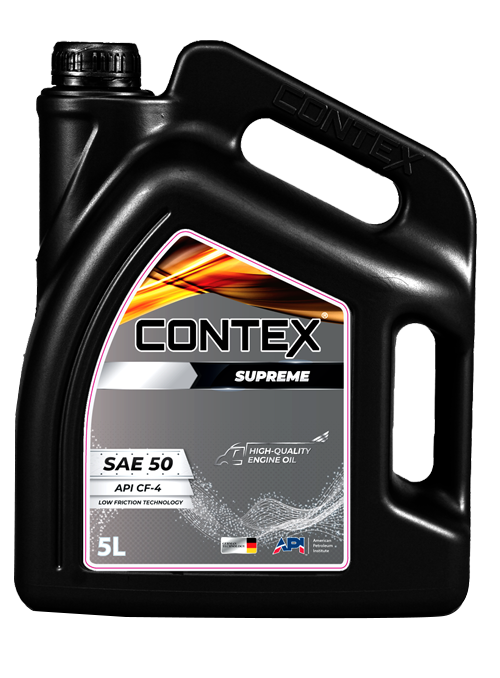 CONTEX
CONTEX®
SUPREME
HIGH-QUALITY
ENGINE OIL
SAE 50
API CF-4
LOW FRICTION TECHNOLOGY
5L
API
American
Petroleum
Institute